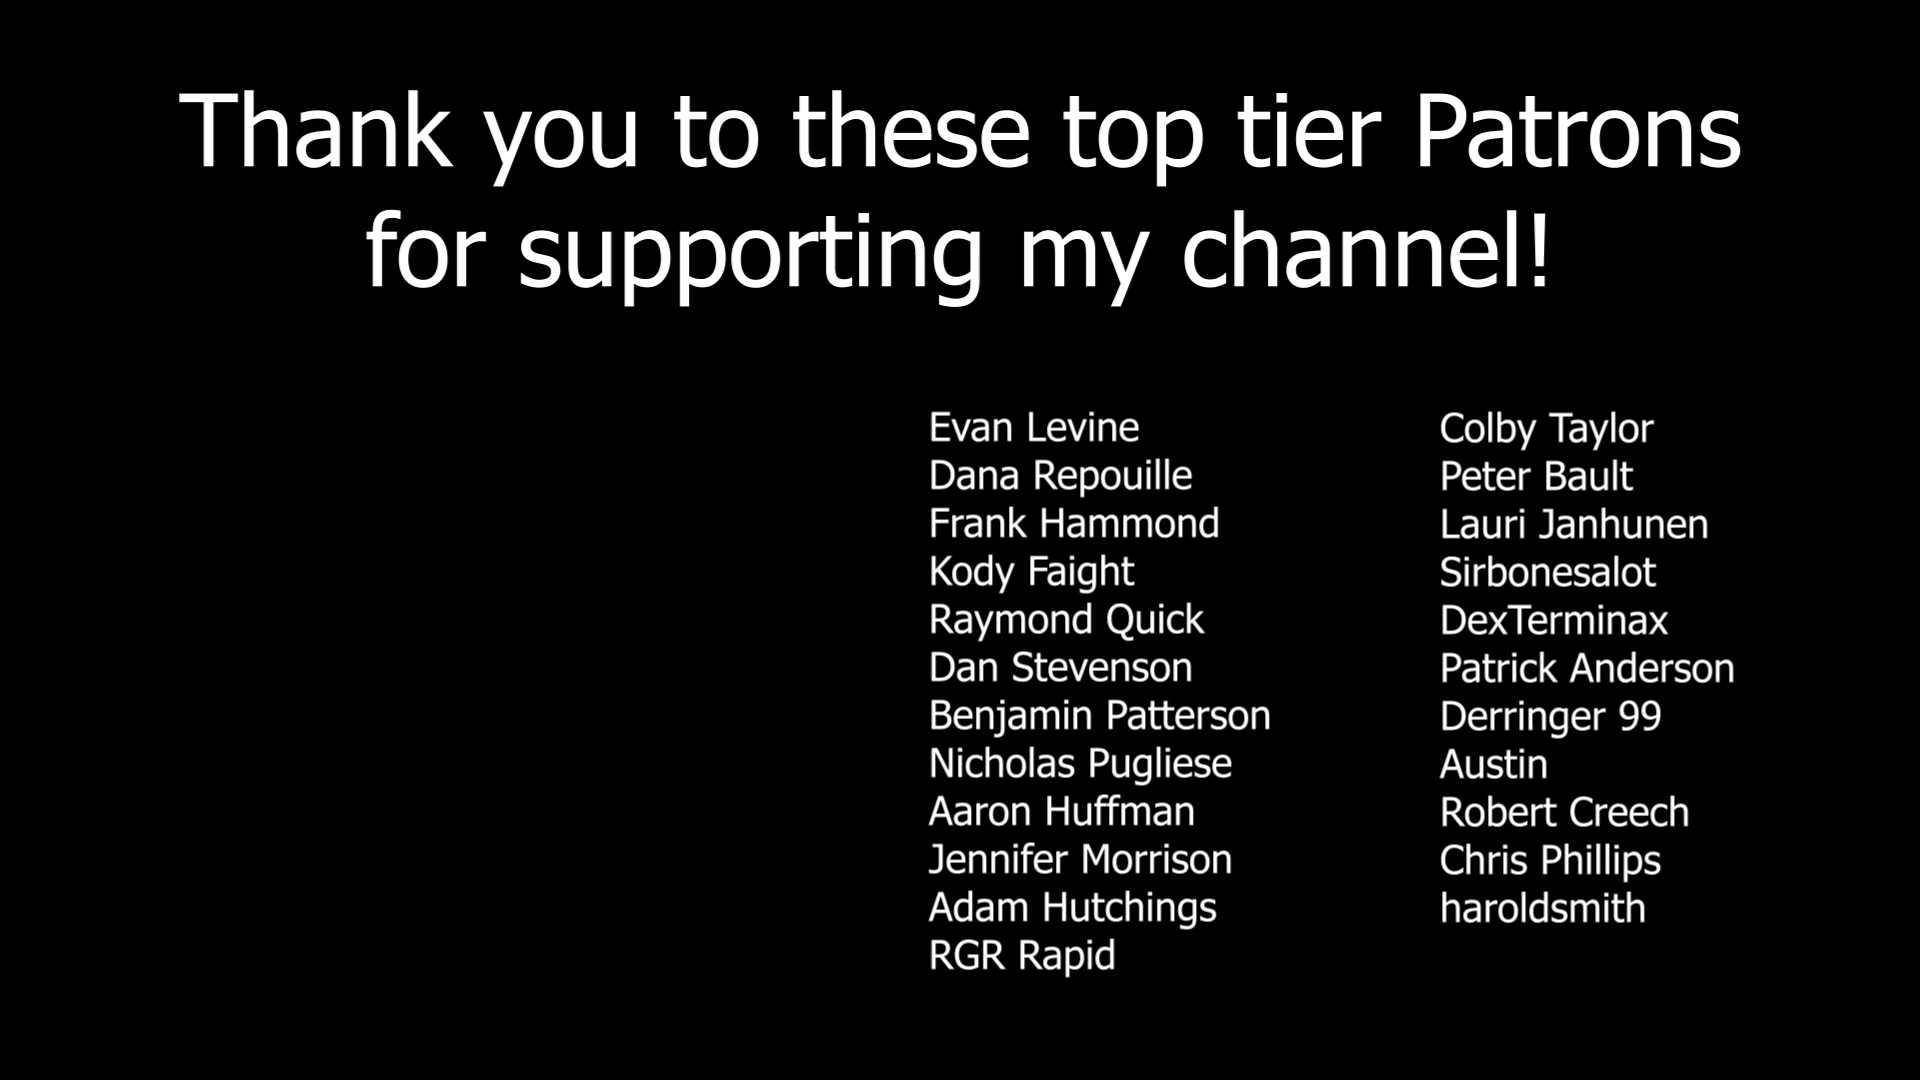 Thank you to these top tier Patrons
for supporting my channel!
Evan Levine
Dana Repouille
Frank Hammond
Kody Faight
Raymond Quick
Dan Stevenson
Benjamin Patterson
Nicholas Pugliese
Aaron Huffman
Jennifer Morrison
Adam Hutchings
RGR Rapid
Colby Taylor
Peter Bault
Lauri Janhunen
Sirbonesalot
DexTerminax
Patrick Anderson
Derringer 99
Austin
Robert Creech
Chris Phillips
haroldsmith